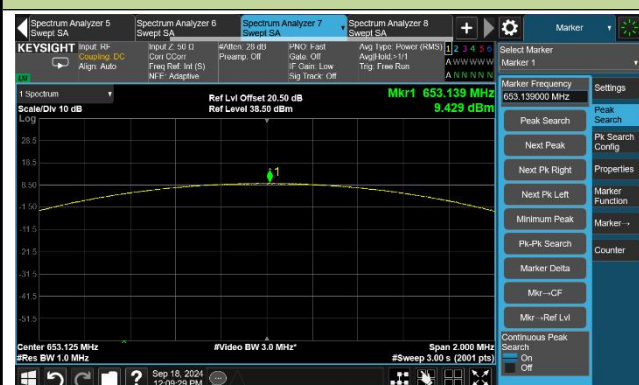 Spectrum Analyzer 5
Swept SA
Spectrum Analyzer 6
Swept SA
Spectrum Analyzer 7
Swept SA
Spectrum Analyzer 8
Swept SA
Marker
KEYSIGHT
Input: RF
Coupling: DC
Align: Auto
Input Z: 50 Ω
Corr CCorr
Freq Ref: Int (S)
NFE: Adaptive
#Atten: 28 dB
Preamp: Off
PNO: Fast
Gate: Off
IF Gain: Low
Sig Track: Off
Avg Type: Power (RMS)
Avg|Hold:>1/1
Trig: Free Run
1 2 3 4 5 6
A W W W W W
A N N N N N
LVI
Select Marker
Marker 1
1 Spectrum
Scale/Div 10 dB
Log
Ref Lvl Offset 20.50 dB
Ref Level 38.50 dBm
Mkr1 653.139 MHz
9.429 dBm
28.5
18.5
8.50
-1.50
-11.5
-21.5
-31.5
-41.5
-51.5
1
Center 653.125 MHz
#Res BW 1.0 MHz
#Video BW 3.0 MHz*
Span 2.000 MHz
#Sweep 3.00 s (2001 pts)
Marker Frequency
653.139000 MHz
Peak Search
Next Peak
Next Pk Right
Next Pk Left
Minimum Peak
Pk-Pk Search
Marker Delta
Mkr→CF
Mkr→Ref Lvl
Continuous Peak
Search
On
Off
Settings
Peak
Search
Pk Search
Config
Properties
Marker
Function
Marker→
Counter
?
Sep 18, 2024
12:09:29 PM